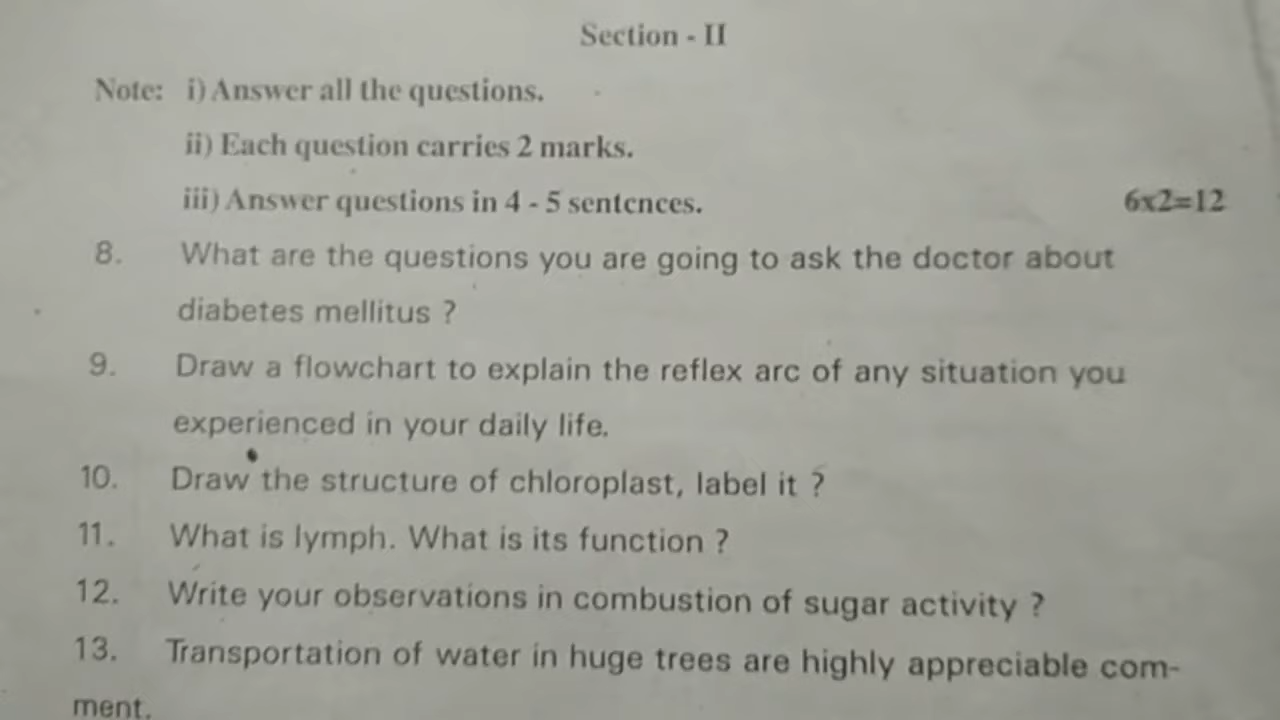 Section - II
Note: i) Answer all the questions.
ii) Each question carries 2 marks.
iii) Answer questions in 4 - 5 sentences. 6x2=12
8. What are the questions you are going to ask the doctor about
diabetes mellitus ?
9. Draw a flowchart to explain the reflex arc of any situation you
experienced in your daily life.
10. Draw the structure of chloroplast, label it ?
11. What is lymph. What is its function ?
12. Write your observations in combustion of sugar activity ?
13. Transportation of water in huge trees are highly appreciable com-
ment.